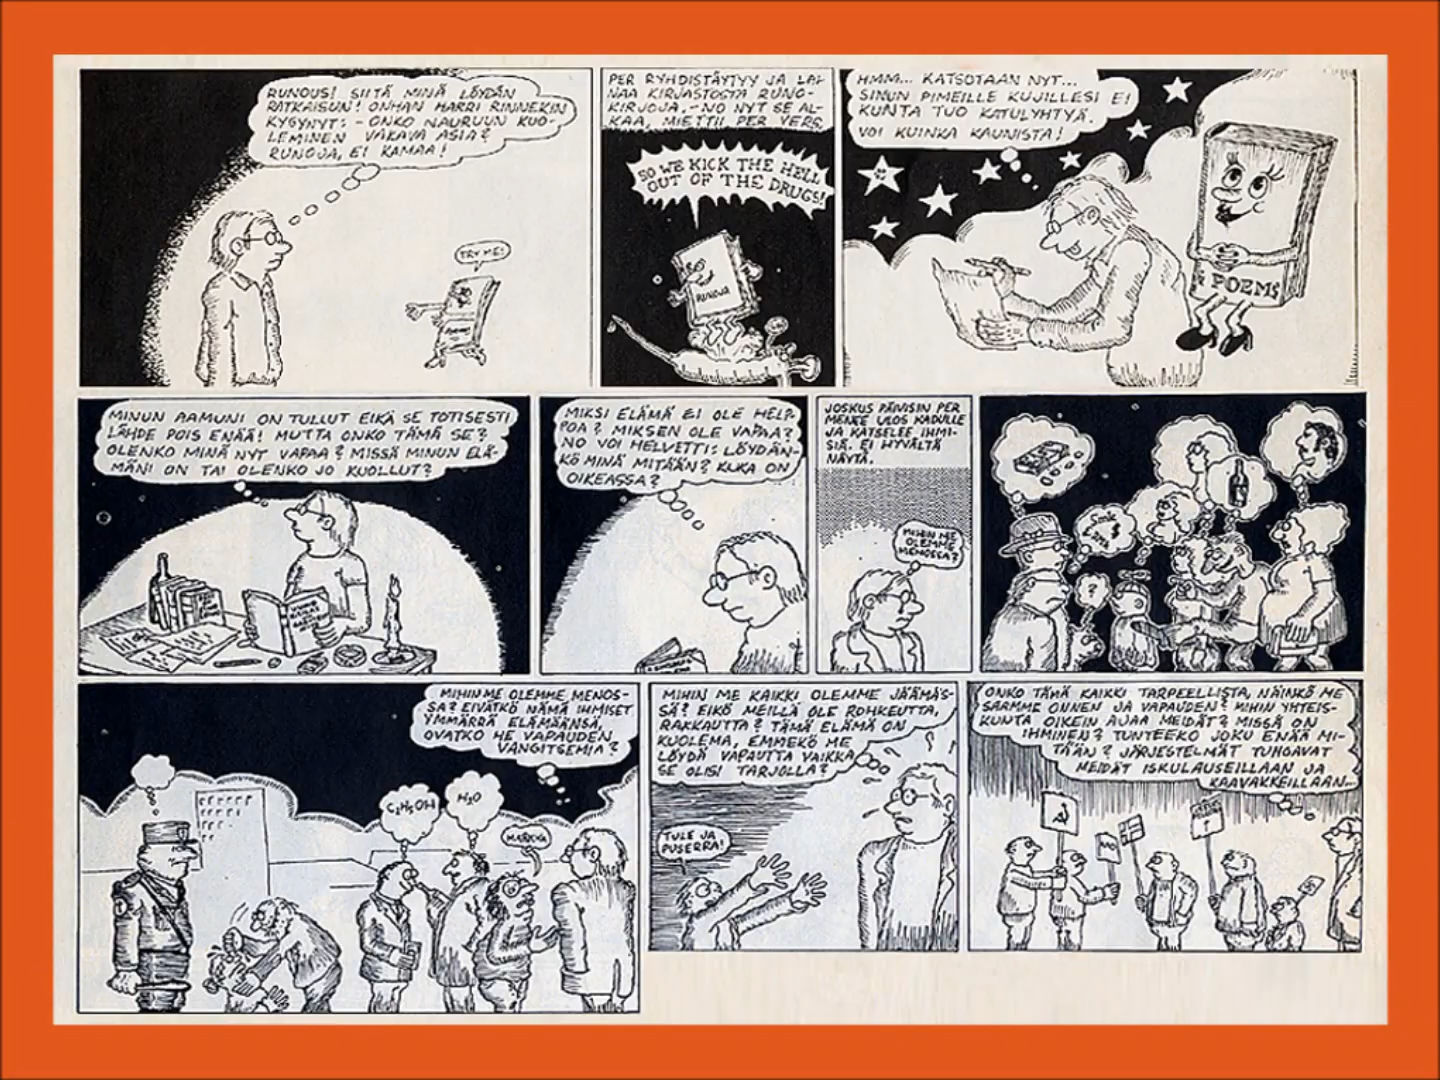 RUNOUS! SIITÄ MINÄ LÖYDÄN
RATKAISUN! ONHAN HARRI RINNEKIN
KYSYNYT: - ONKO NAURUUN KUO-
LEMINEN VAKAVA ASIA?
RUNOJA, EI KAMAA!
TRY ME!
PER RYHDISTÄYTYY JA LAI-
NAA KIRJASTOSTA RUNO-
KIRJOJA. - NO NYT SE AL-
KAA, MIETTII PER VERS
SO WE KICK THE HELL
OUT OF THE DRUGS!
RUNOJA
HMM... KATSOTAAN NYT...
SINUN PIMEILLE KUJILLESI EI
KUNTA TUO KATULYHTYÄ.
VOI KUINKA KAUNISTA!
POEMS
MINUN AAMUNI ON TULLUT EIKÄ SE TOTISESTI
LÄHDE POIS ENÄÄ! MUTTA ONKO TÄMÄ SE?
OLENKO MINÄ NYT VAPAA? MISSÄ MINUN ELÄ-
MÄNI ON TAI OLENKO JO KUOLLUT?
MIKSI ELÄMÄ EI OLE HELP-
POA? MIKSEN OLE VAPAA?
NO VOI HELVETTI: LÖYDÄN-
KÖ MINÄ MITÄÄN? KUKA ON
OIKEASSA?
JOSKUS PÄIVISIN PER
MENEE ULOS KADULLE
JA KATSELEE IHMI-
SIÄ. EI HYVÄLTÄ
NÄYTÄ.
MIHIN ME
OLEMME
MENOSSA?
?
MIHIN ME OLEMME MENOS-
SA? EIVÄTKÖ NÄMÄ IHMISET
YMMÄRRÄ ELÄMÄÄNSÄ,
OVATKO HE VAPAUDEN
VANGITSEMIA?
C2H5OH
H2O
MARKKA
MIHIN ME KAIKKI OLEMME JÄÄMÄS-
SÄ? EIKÖ MEILLÄ OLE ROHKEUTTA,
RAKKAUTTA? TÄMÄ ELÄMÄ ON
KUOLEMA, EMMEKÖ ME
LÖYDÄ VAPAUTTA VAIKKA
SE OLISI TARJOLLA?
TULE JA
PUSERRA!
ONKO TÄMÄ KAIKKI TARPEELLISTA, NÄINKÖ ME
SAAMME ONNEN JA VAPAUDEN? MIHIN YHTEIS-
KUNTA OIKEIN AJAA MEIDÄT? MISSÄ ON
IHMINEN? TUNTEEKO JOKU ENÄÄ MI-
TÄÄN? JÄRJESTELMÄT TUHOAVAT
MEIDÄT ISKULAUSEILLAAN JA
KAAVAKKEILLAAN.